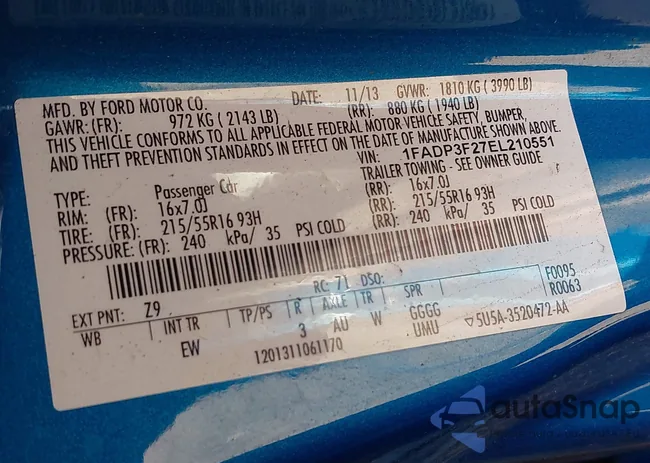 MFD. BY FORD MOTOR CO. DATE: 11/13 GVWR: 1810 KG (3990 LB)
GAWR: (FR): 972 KG (2143 LB) (RR): 880 KG (1940 LB)
THIS VEHICLE CONFORMS TO ALL APPLICABLE FEDERAL MOTOR VEHICLE SAFETY, BUMPER,
AND THEFT PREVENTION STANDARDS IN EFFECT ON THE DATE OF MANUFACTURE SHOWN ABOVE.
VIN: 1FADP3F27EL210551
TYPE: Passenger Car TRAILER TOWING - SEE OWNER GUIDE
RIM: (FR): 16x7.0J (RR): 16x7.0J
TIRE: (FR): 215/55R16 93H (RR): 215/55R16 93H
PRESSURE: (FR): 240 kPa/ 35 PSI COLD (RR): 240 kPa/ 35 PSI COLD
EXT PNT: Z9 RC: 71 DSO: F0095
WB INT TR TP/PS R AXLE TR SPR R0063
EW 3 AU W GGGG
UMU
1201311061170 5U5A-3520472-AA
autoSnap